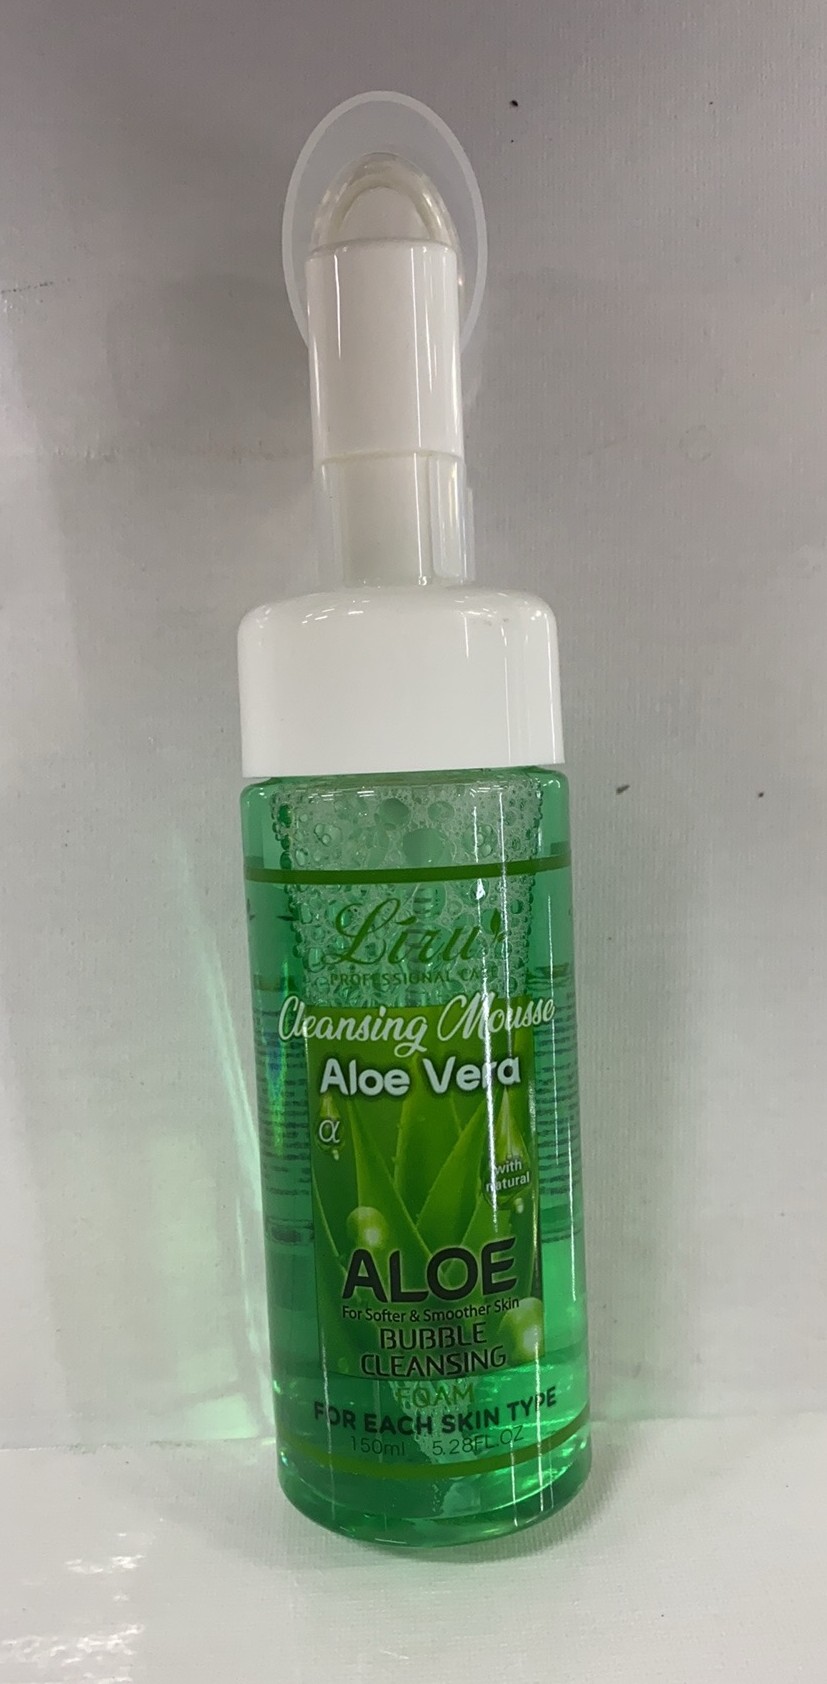 Liru
PROFESSIONAL CARE
Cleansing Mousse
Aloe Vera
α
with
natural
ALOE
For Softer & Smoother Skin
BUBBLE
CLEANSING
FOAM
FOR EACH SKIN TYPE
150ml 5.28FL.OZ